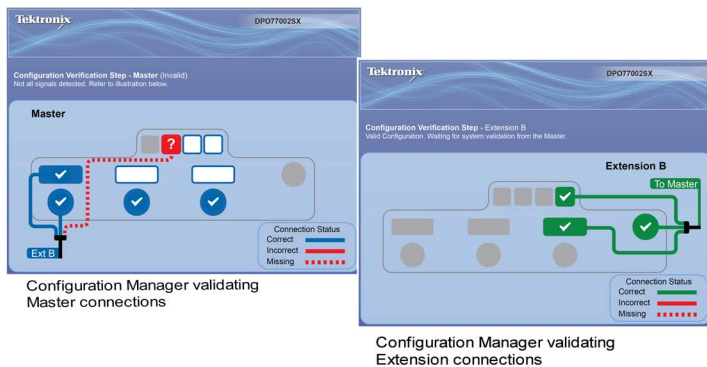 Tektronix
DPO77002SX
Configuration Verification Step - Master (Invalid)
Not all signals detected. Refer to illustration below.
Master
?
Ext B
Connection Status
Correct
Incorrect
Missing
Configuration Manager validating
Master connections
Tektronix
DPO77002SX
Configuration Verification Step - Extension B
Valid Configuration. Waiting for system validation from the Master.
Extension B
To Master
Connection Status
Correct
Incorrect
Missing
Configuration Manager validating
Extension connections